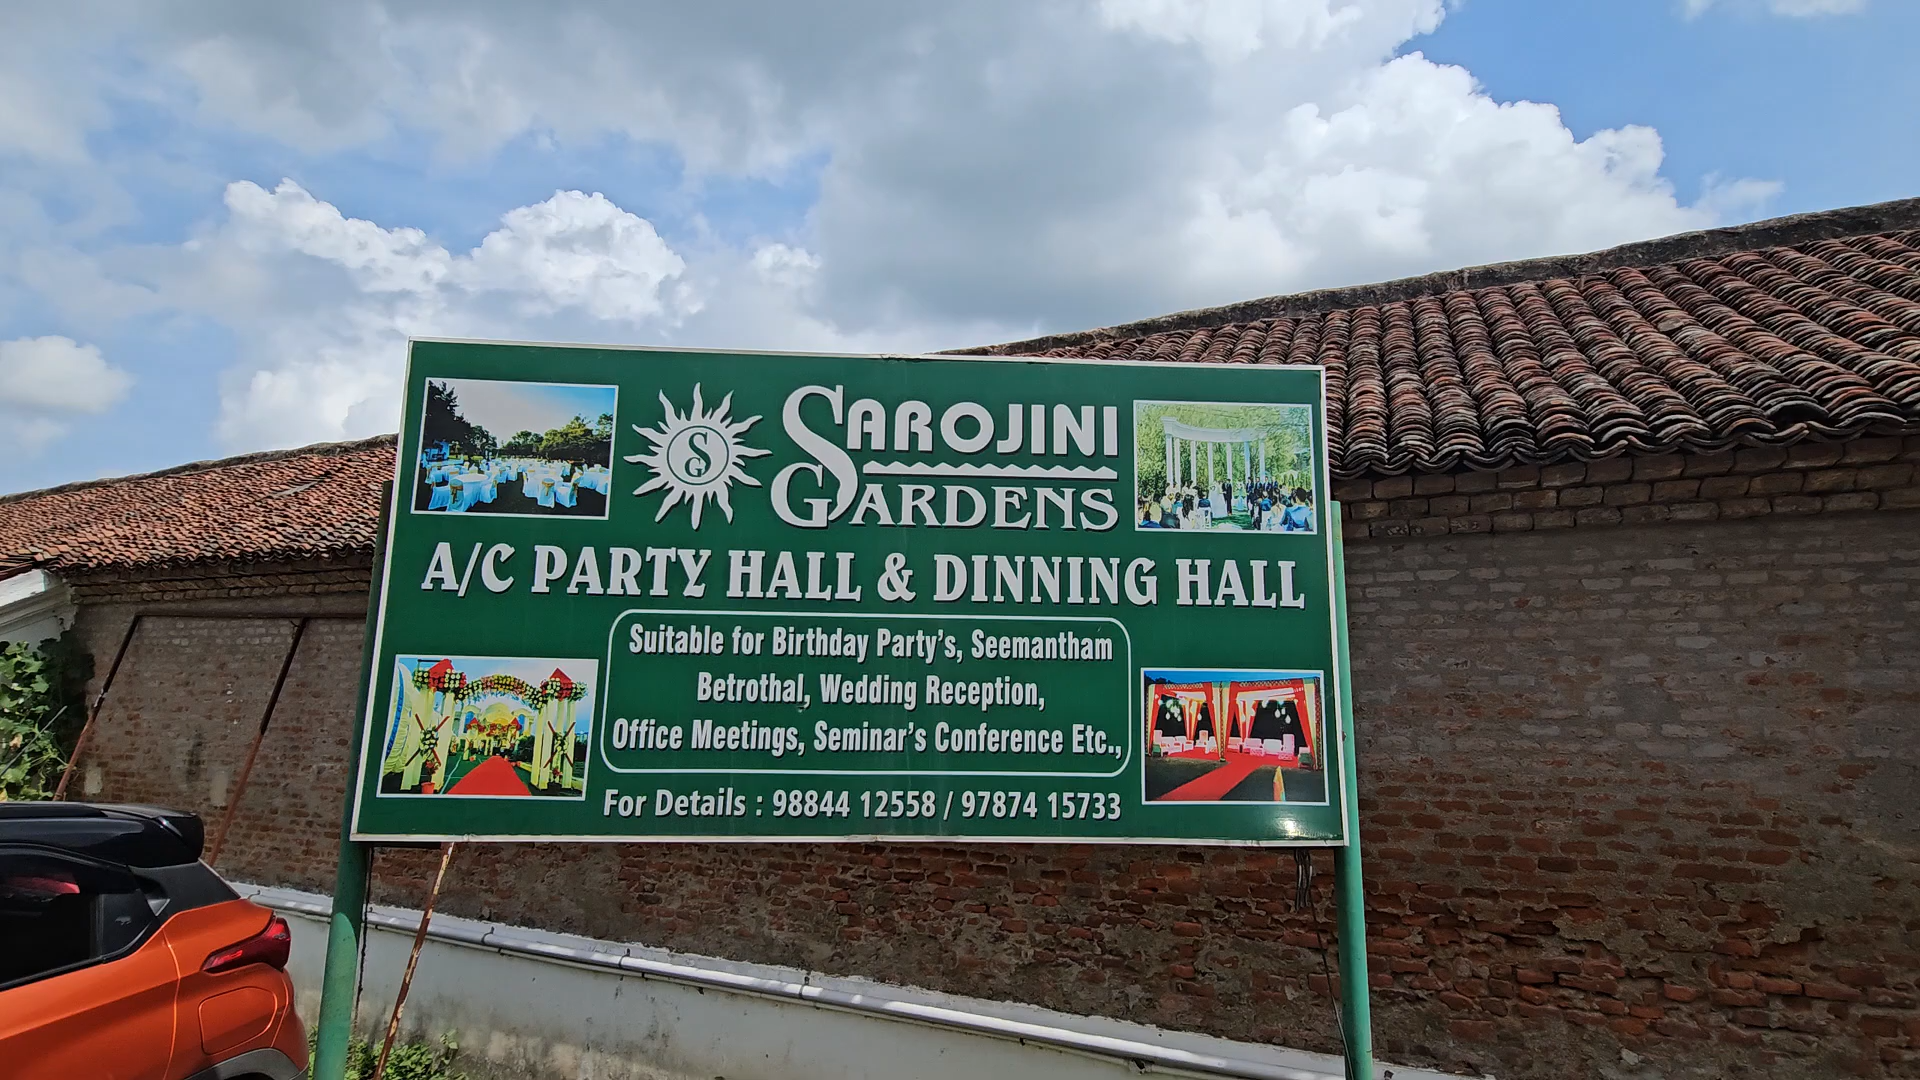 SG
SAROJINI
GARDENS
A/C PARTY HALL & DINNING HALL
Suitable for Birthday Party's, Seemantham
Betrothal, Wedding Reception,
Office Meetings, Seminar's Conference Etc.,
For Details : 98844 12558 / 97874 15733